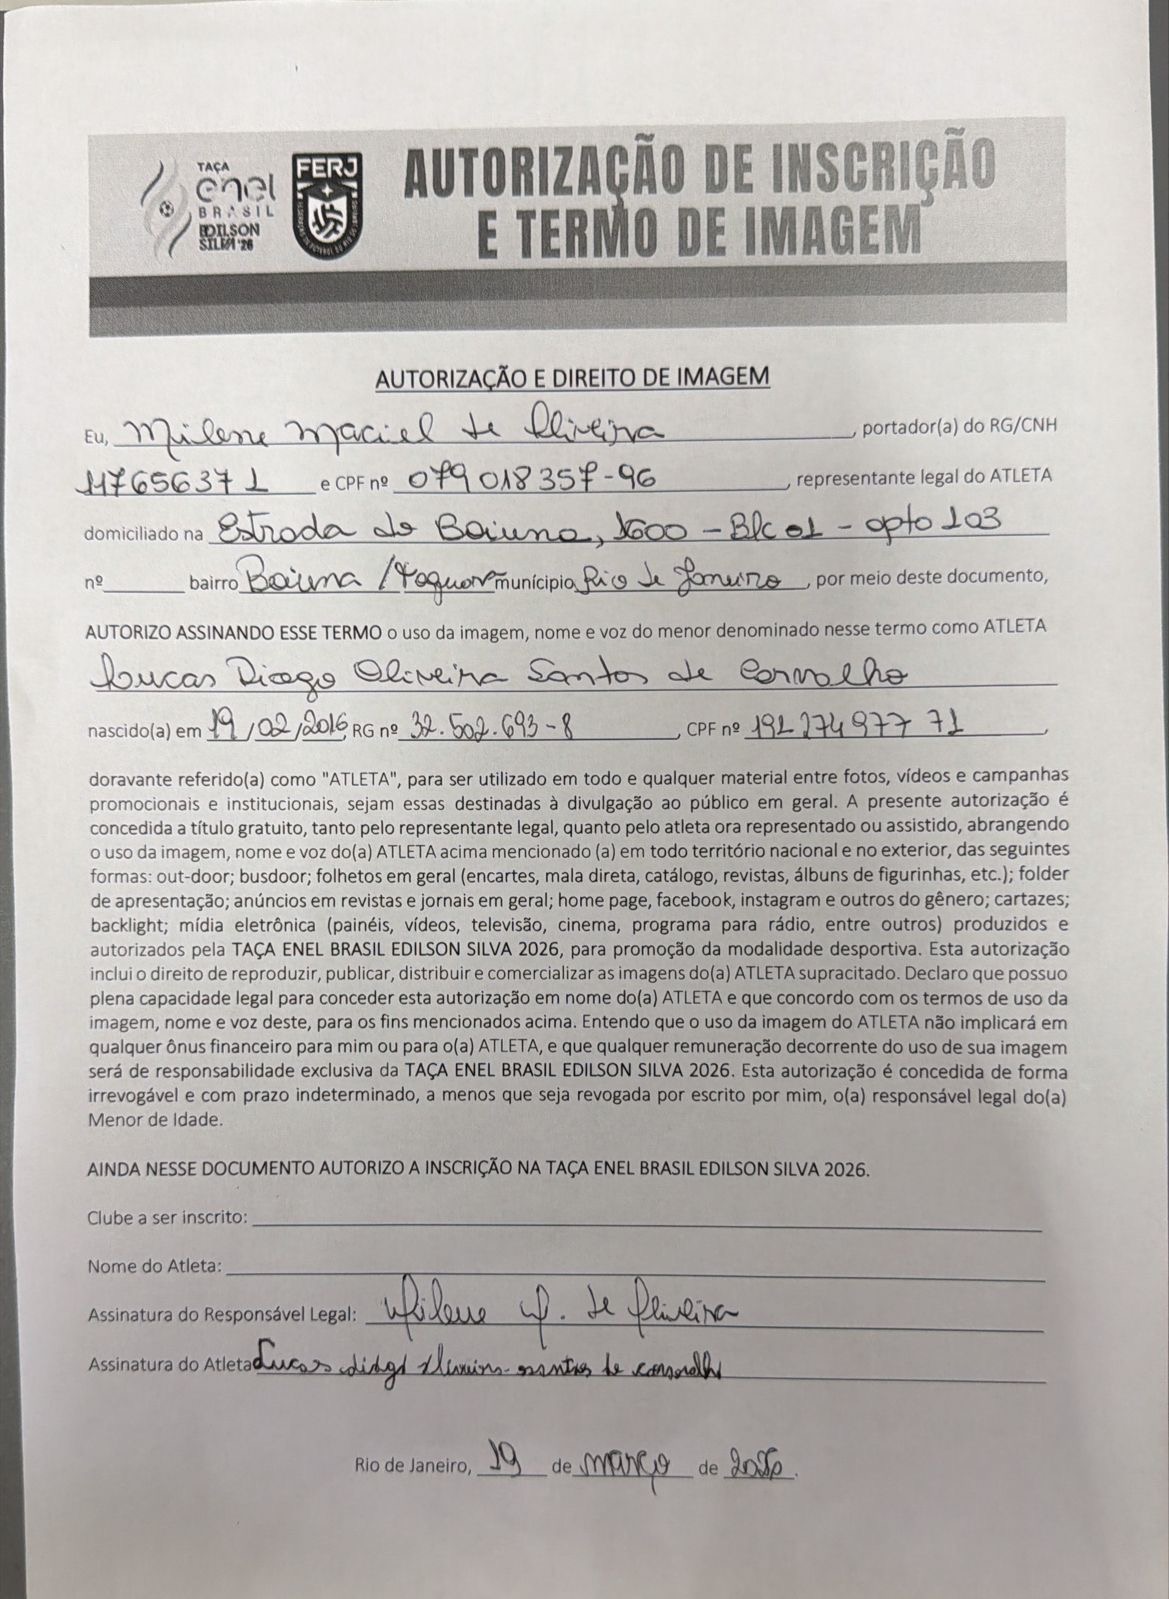 TAÇA
enel
BRASIL
EDILSON
SILVA '26
FERJ
AUTORIZAÇÃO DE INSCRIÇÃO
E TERMO DE IMAGEM
AUTORIZAÇÃO E DIREITO DE IMAGEM
Eu, Milene Maciel de Oliveira, portador(a) do RG/CNH
11765637 1 e CPF nº 079 018 357-96, representante legal do ATLETA
domiciliado na Estrada do Boiuna, 1600 - Blc 01 - apto 103
nº bairro Boiuna / município Rio de Janeiro, por meio deste documento,
AUTORIZO ASSINANDO ESSE TERMO o uso da imagem, nome e voz do menor denominado nesse termo como ATLETA
Lucas Diogo Oliveira Santos de Carvalho
nascido(a) em 19/02/2016, RG nº 32.502.693-8, CPF nº 191 274 977 71,
doravante referido(a) como "ATLETA", para ser utilizado em todo e qualquer material entre fotos, vídeos e campanhas
promocionais e institucionais, sejam essas destinadas à divulgação ao público em geral. A presente autorização é
concedida a título gratuito, tanto pelo representante legal, quanto pelo atleta ora representado ou assistido, abrangendo
o uso da imagem, nome e voz do(a) ATLETA acima mencionado (a) em todo território nacional e no exterior, das seguintes
formas: out-door; busdoor; folhetos em geral (encartes, mala direta, catálogo, revistas, álbuns de figurinhas, etc.); folder
de apresentação; anúncios em revistas e jornais em geral; home page, facebook, instagram e outros do gênero; cartazes;
backlight; mídia eletrônica (painéis, vídeos, televisão, cinema, programa para rádio, entre outros) produzidos e
autorizados pela TAÇA ENEL BRASIL EDILSON SILVA 2026, para promoção da modalidade desportiva. Esta autorização
inclui o direito de reproduzir, publicar, distribuir e comercializar as imagens do(a) ATLETA supracitado. Declaro que possuo
plena capacidade legal para conceder esta autorização em nome do(a) ATLETA e que concordo com os termos de uso da
imagem, nome e voz deste, para os fins mencionados acima. Entendo que o uso da imagem do ATLETA não implicará em
qualquer ônus financeiro para mim ou para o(a) ATLETA, e que qualquer remuneração decorrente do uso de sua imagem
será de responsabilidade exclusiva da TAÇA ENEL BRASIL EDILSON SILVA 2026. Esta autorização é concedida de forma
irrevogável e com prazo indeterminado, a menos que seja revogada por escrito por mim, o(a) responsável legal do(a)
Menor de Idade.
AINDA NESSE DOCUMENTO AUTORIZO A INSCRIÇÃO NA TAÇA ENEL BRASIL EDILSON SILVA 2026.
Clube a ser inscrito:
Nome do Atleta:
Assinatura do Responsável Legal: Milene M. de Oliveira
Assinatura do Atleta Lucas diogo oliveira santos de carvalho
Rio de Janeiro, 19 de março de